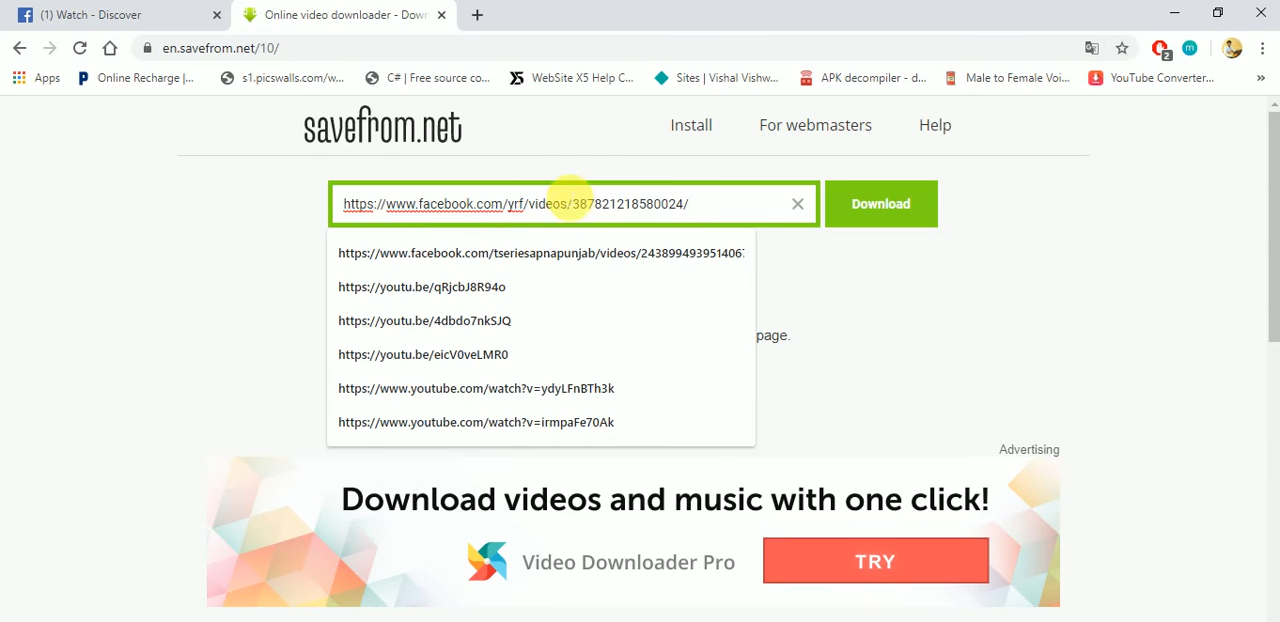 (1) Watch - Discover
Online video downloader - Down
en.savefrom.net/10/
2
m
Apps
P Online Recharge |...
s1.picswalls.com/w...
C# | Free source co...
WebSite X5 Help C...
Sites | Vishal Vishw...
APK decompiler - d...
Male to Female Voi...
YouTube Converter...
»
savefrom.net
Install
For webmasters
Help
https://www.facebook.com/yrf/videos/387821218580024/
Download
https://www.facebook.com/tseriesapnapunjab/videos/243899493951406
https://youtu.be/qRjcbJ8R94o
https://youtu.be/4dbdo7nkSJQ
https://youtu.be/eicV0veLMR0
https://www.youtube.com/watch?v=ydyLFnBTh3k
https://www.youtube.com/watch?v=irmpaFe70Ak
page.
Advertising
Download videos and music with one click!
Video Downloader Pro
TRY